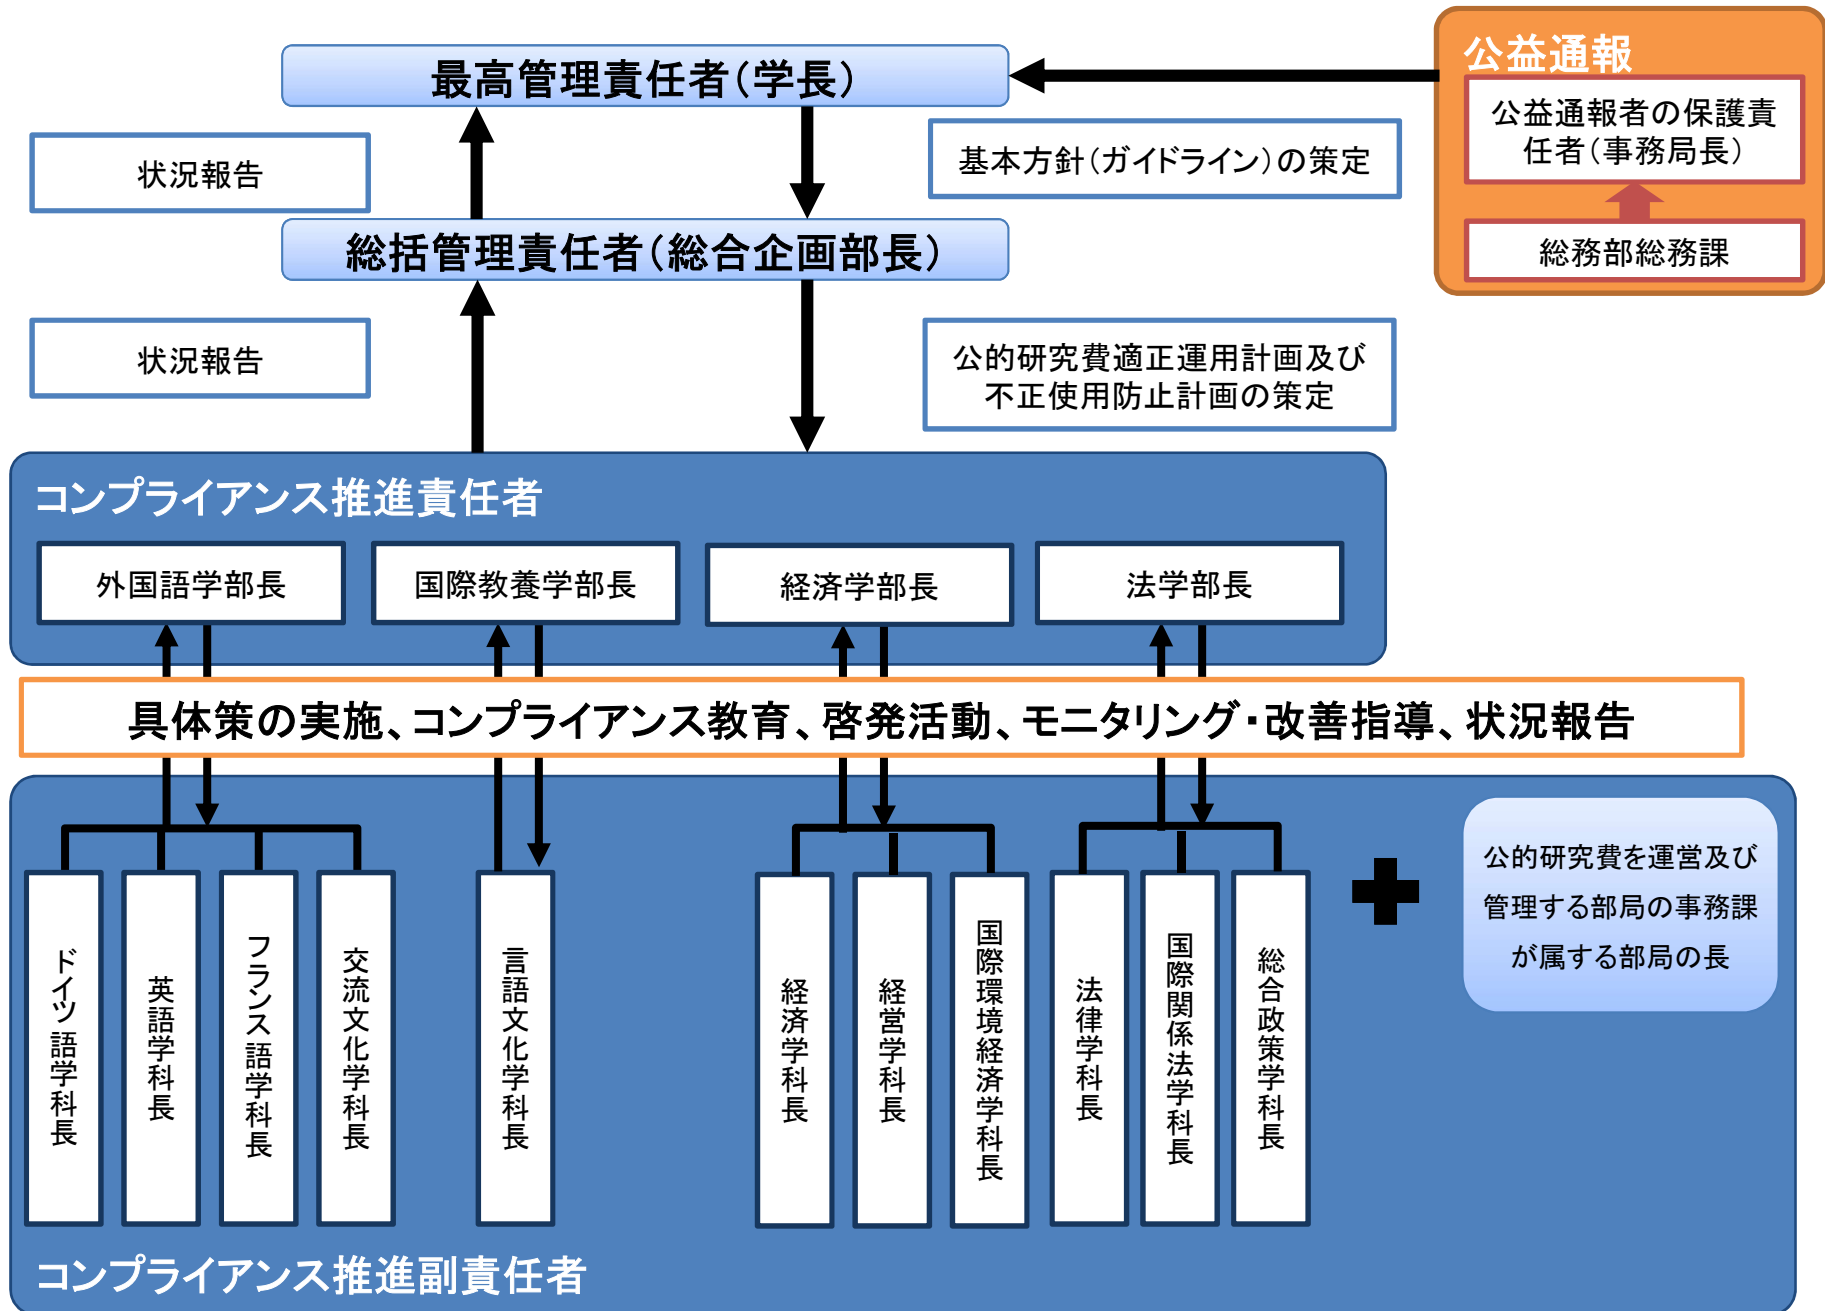 最高管理責任者（学長）
公益通報
公益通報者の保護責
任者（事務局長）
総務部総務課
状況報告
基本方針（ガイドライン）の策定
総括管理責任者（総合企画部長）
状況報告
公的研究費適正運用計画及び
不正使用防止計画の策定
コンプライアンス推進責任者
外国語学部長
国際教養学部長
経済学部長
法学部長
具体策の実施、コンプライアンス教育、啓発活動、モニタリング・改善指導、状況報告
ドイツ語学科長
英語学科長
フランス語学科長
交流文化学科長
言語文化学科長
経済学科長
経営学科長
国際環境経済学科長
法律学科長
国際関係法学科長
総合政策学科長
公的研究費を運営及び
管理する部局の事務課
が属する部局の長
コンプライアンス推進副責任者